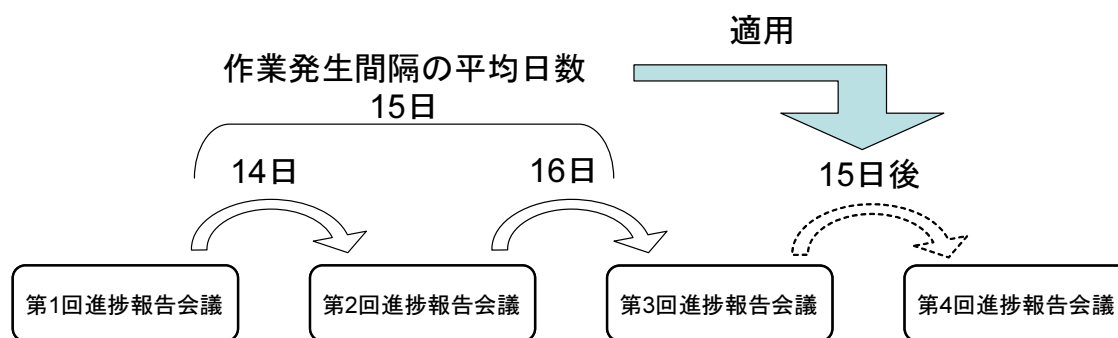 適用
作業発生間隔の平均日数
15日
14日
16日
15日後
第1回進捗報告会議
第2回進捗報告会議
第3回進捗報告会議
第4回進捗報告会議